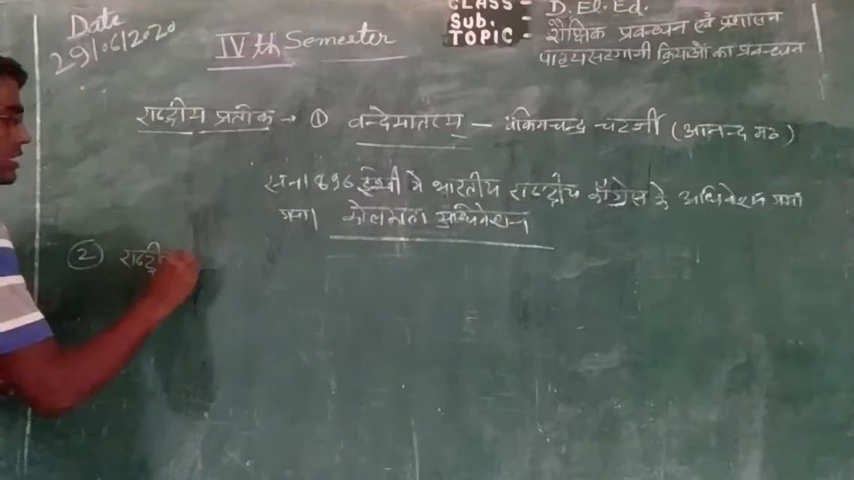 Date
29/06/2020
IV th Semester
CLASS - D.El.Ed.
Sub. - शैक्षिक प्रबन्धन एवं प्रशासन
TOPIC - पाठ्यसहगामी क्रियाओं का प्रबन्धन
राष्ट्रीय प्रतीक → ① वन्देमातरम - बंकिमचन्द्र चटर्जी (आनन्द मठ)
सन 1896 ईस्वी में भारतीय राष्ट्रीय कांग्रेस के अधिवेशन
कोलकाता अधिवेशन
② राष्ट्री